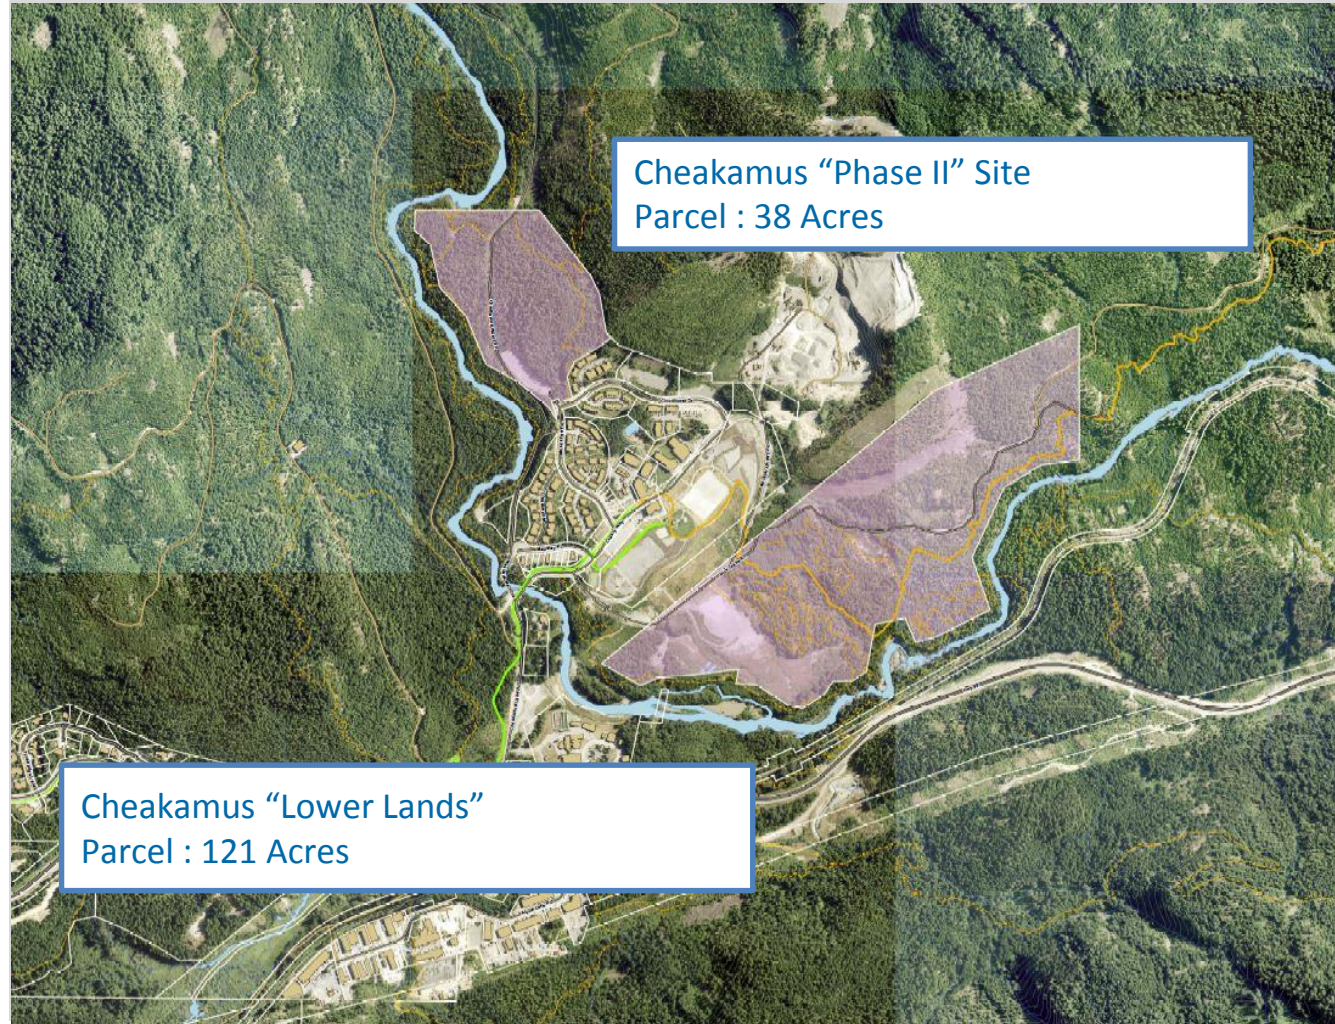 Cheakamus “Phase II” Site
Parcel : 38 Acres
Cheakamus “Lower Lands”
Parcel : 121 Acres